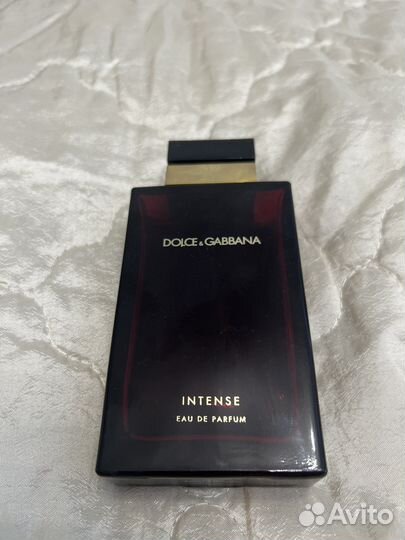 DOLCE & GABBANA
INTENSE
EAU DE PARFUM
Avito